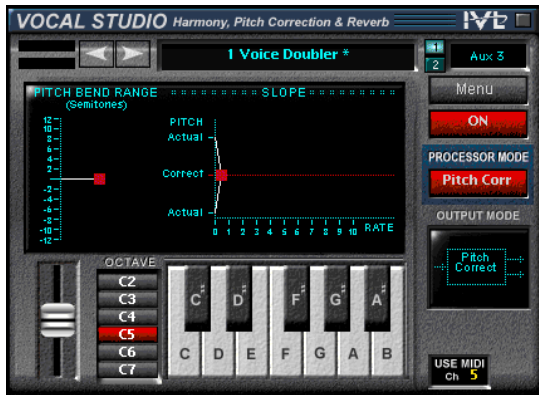 VOCAL STUDIO Harmony, Pitch Correction & Reverb IVL
1 Voice Doubler *
1
2
Aux 3
Menu
ON
PROCESSOR MODE
Pitch Corr
OUTPUT MODE
Pitch
Correct
USE MIDI
Ch 5
PITCH BEND RANGE
(Semitones)
12
10
8
6
4
2
-2
-4
-6
-8
-10
-12
SLOPE
PITCH
Actual
Correct
Actual
0 1 2 3 4 5 6 7 8 9 10 RATE
OCTAVE
C2
C3
C4
C5
C6
C7
C# D# F# G# A#
C D E F G A B